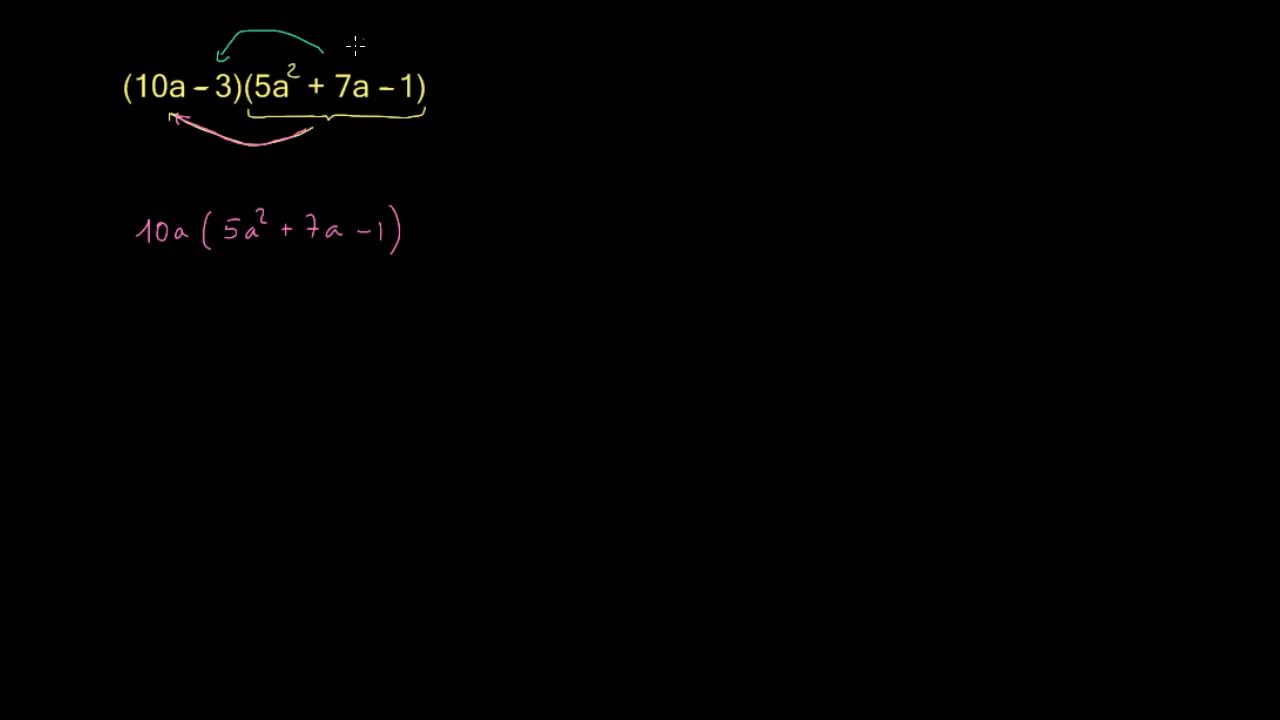 (10a - 3)(5a² + 7a - 1)
10a ( 5a² + 7a - 1)